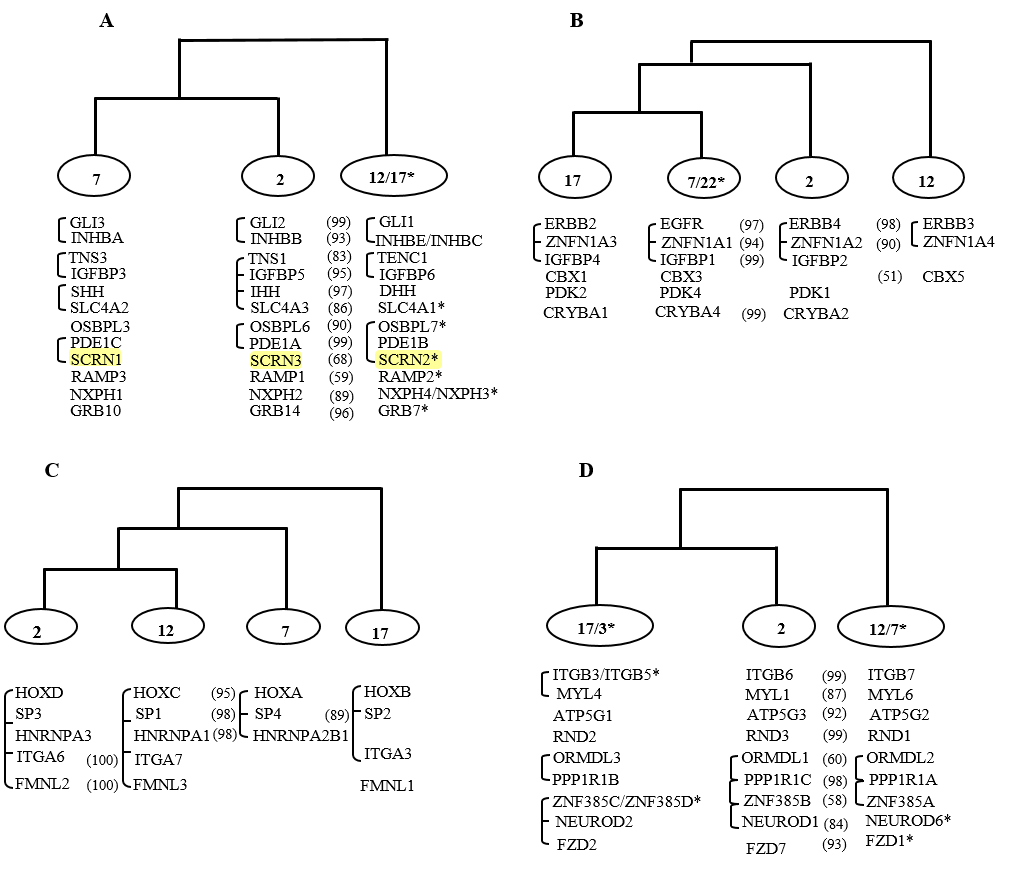 A
7 2 12/17*
GLI3 GLI2 (99) GLI1
INHBA INHBB (93) INHBE/INHBC
TNS3 TNS1 (83) TENC1
IGFBP3 IGFBP5 (95) IGFBP6
SHH IHH (97) DHH
SLC4A2 SLC4A3 (86) SLC4A1*
OSBPL3 OSBPL6 (90) OSBPL7*
PDE1C PDE1A (99) PDE1B
SCRN1 SCRN3 (68) SCRN2*
RAMP3 RAMP1 (59) RAMP2*
NXPH1 NXPH2 (89) NXPH4/NXPH3*
GRB10 GRB14 (96) GRB7*
B
17 7/22* 2 12
ERBB2 EGFR (97) ERBB4 (98) ERBB3
ZNFN1A3 ZNFN1A1 (94) ZNFN1A2 (90) ZNFN1A4
IGFBP4 IGFBP1 (99) IGFBP2
CBX1 CBX3 (51) CBX5
PDK2 PDK4 PDK1
CRYBA1 CRYBA4 (99) CRYBA2
C
2 12 7 17
HOXD HOXC (95) HOXA HOXB
SP3 SP1 (98) SP4 (89) SP2
HNRNPA3 HNRNPA1 (98) HNRNPA2B1
ITGA6 (100) ITGA7 ITGA3
FMNL2 (100) FMNL3 FMNL1
D
17/3* 2 12/7*
ITGB3/ITGB5* ITGB6 (99) ITGB7
MYL4 MYL1 (87) MYL6
ATP5G1 ATP5G3 (92) ATP5G2
RND2 RND3 (99) RND1
ORMDL3 ORMDL1 (60) ORMDL2
PPP1R1B PPP1R1C (98) PPP1R1A
ZNF385C/ZNF385D* ZNF385B (58) ZNF385A
NEUROD2 NEUROD1 (84) NEUROD6*
FZD2 FZD7 (93) FZD1*